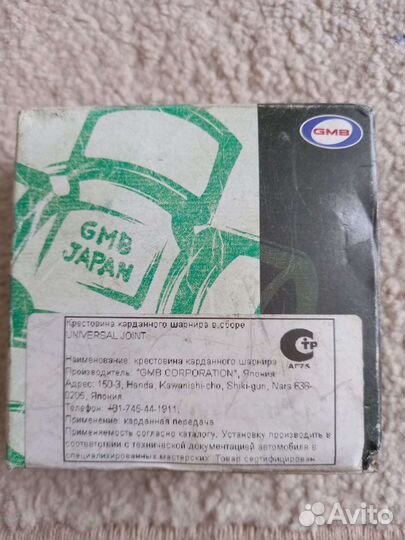 GMB
GMB
JAPAN
Крестовина карданного шарнира в сборе
UNIVERSAL JOINT
Наименование: крестовина карданного шарнира
Производитель: "GMB CORPORATION", Япония
Адрес: 150-3, Handa, Kawanishi-cho, Shiki-gun, Nara 636-
0205, Япония
Телефон: +81-745-44-1911,
Применение: карданная передача
Применяемость согласно каталогу. Установку производить в
соответствии с технической документацией автомобиля в
специализированных мастерских. Товар сертифицирован.
ТР
Avito